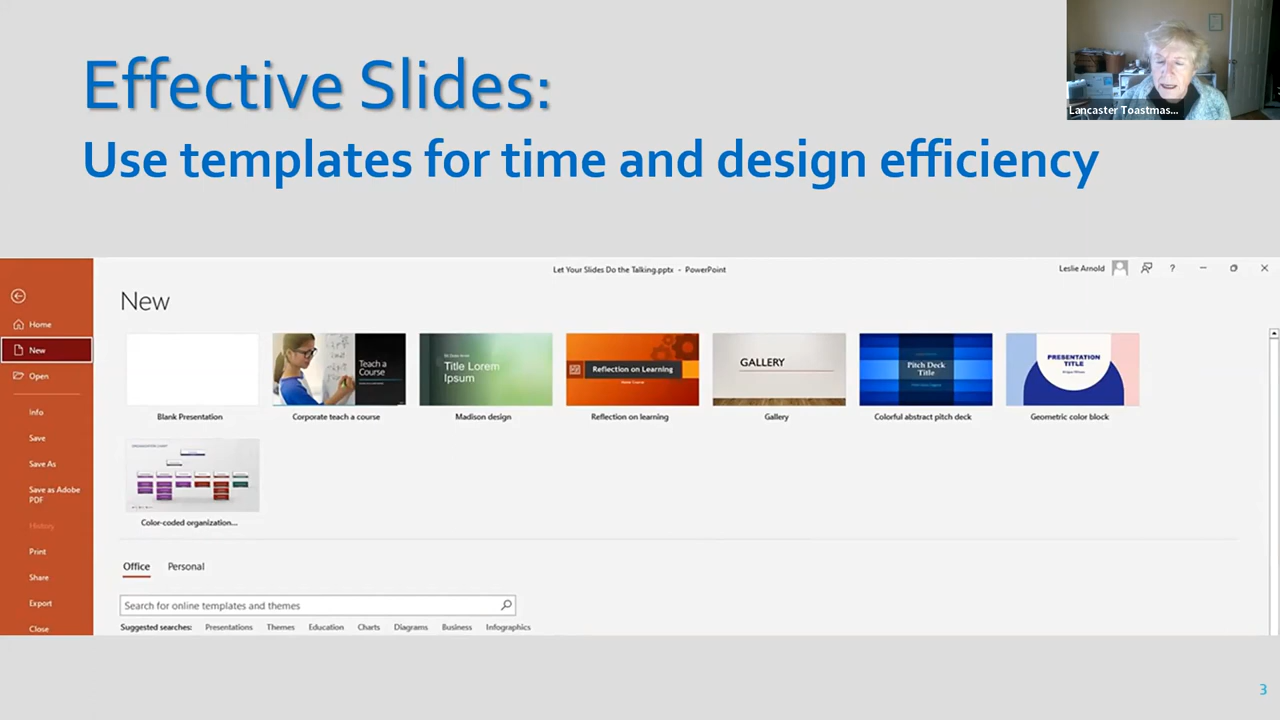 Effective Slides:
Use templates for time and design efficiency
Lancaster Toastmas...
Let Your Slides Do the Talking.pptx - PowerPoint
Leslie Arnold
?
New
Home
New
Open
Info
Save
Save As
Save as Adobe
PDF
History
Print
Share
Export
Close
Teach a
Course
Title Lorem
Ipsum
Reflection on Learning
GALLERY
Pitch Deck
Title
PRESENTATION
TITLE
Blank Presentation
Corporate teach a course
Madison design
Reflection on learning
Gallery
Colorful abstract pitch deck
Geometric color block
Color-coded organization...
Office Personal
Search for online templates and themes
Suggested searches: Presentations Themes Education Charts Diagrams Business Infographics
3